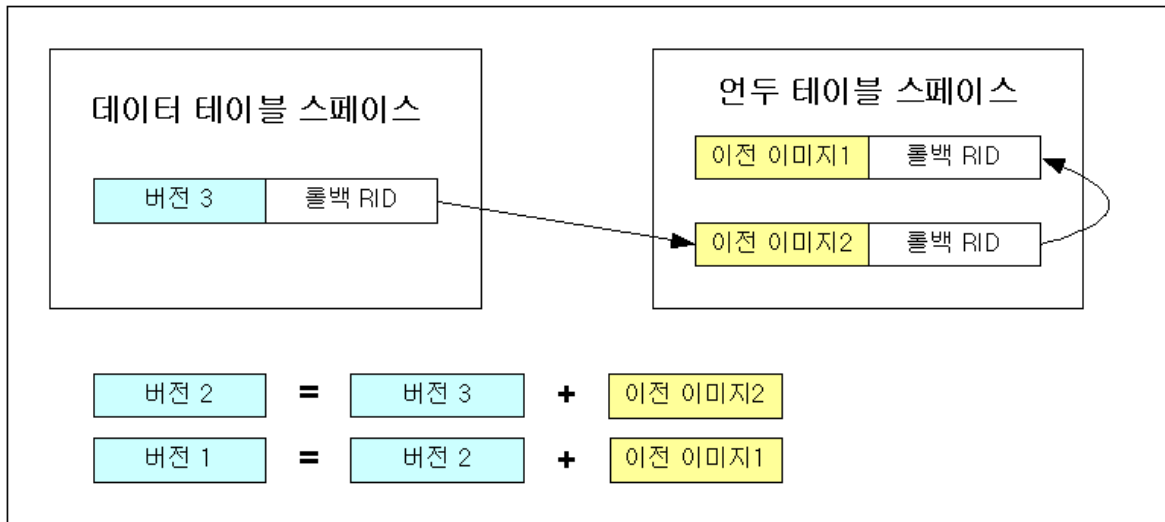 데이터 테이블 스페이스
버전 3 롤백 RID
언두 테이블 스페이스
이전 이미지1 롤백 RID
이전 이미지2 롤백 RID
버전 2 = 버전 3 + 이전 이미지2
버전 1 = 버전 2 + 이전 이미지1